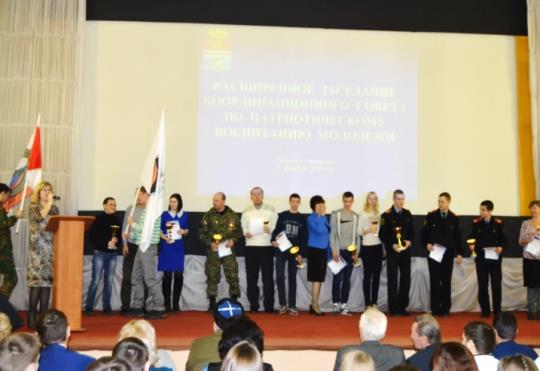 РАСШИРЕННОЕ ЗАСЕДАНИЕ
КООРДИНАЦИОННОГО СОВЕТА
ПО ПАТРИОТИЧЕСКОМУ
ВОСПИТАНИЮ МОЛОДЕЖИ